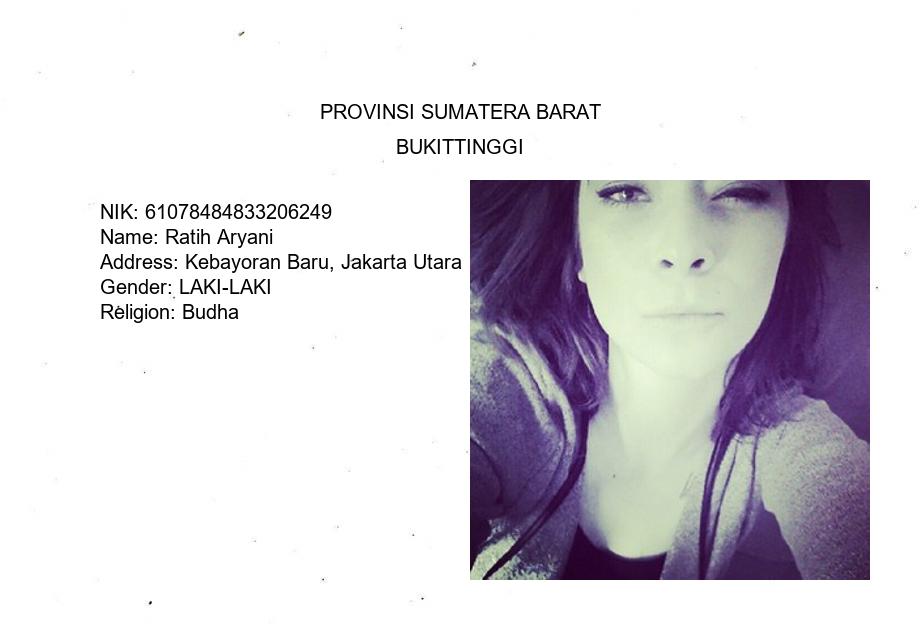 PROVINSI SUMATERA BARAT
BUKITTINGGI
NIK: 61078484833206249
Name: Ratih Aryani
Address: Kebayoran Baru, Jakarta Utara
Gender: LAKI-LAKI
Religion: Budha